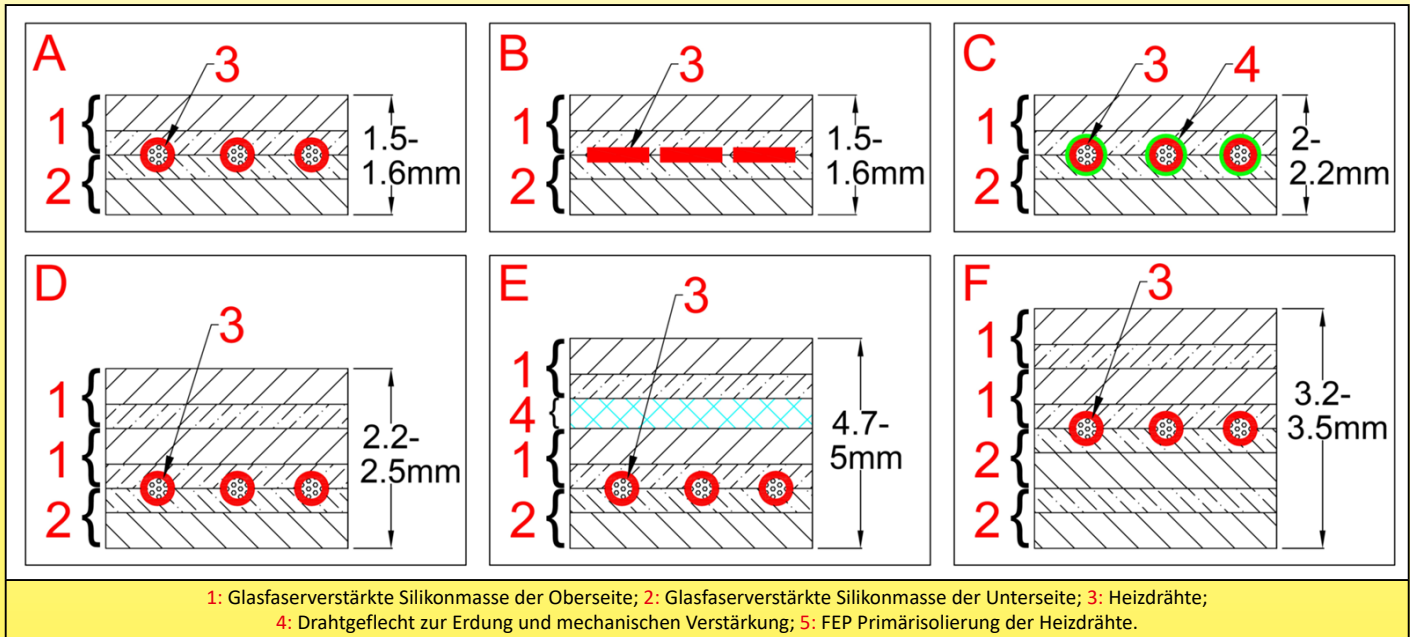 A
3
1
2
1.5-
1.6mm
B
3
1
2
1.5-
1.6mm
C
3
4
1
2
2-
2.2mm
D
3
1
1
2
2.2-
2.5mm
E
3
1
4
1
2
4.7-
5mm
F
3
1
1
2
2
3.2-
3.5mm
1: Glasfaserverstärkte Silikonmasse der Oberseite; 2: Glasfaserverstärkte Silikonmasse der Unterseite; 3: Heizdrähte;
4: Drahtgeflecht zur Erdung und mechanischen Verstärkung; 5: FEP Primärisolierung der Heizdrähte.